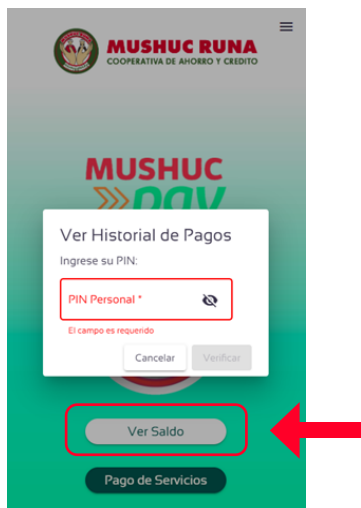 MUSHUC RUNA
COOPERATIVA DE AHORRO Y CREDITO
MUSHUC
pay
Ver Historial de Pagos
Ingrese su PIN:
PIN Personal *
El campo es requerido
Cancelar
Verificar
Ver Saldo
Pago de Servicios